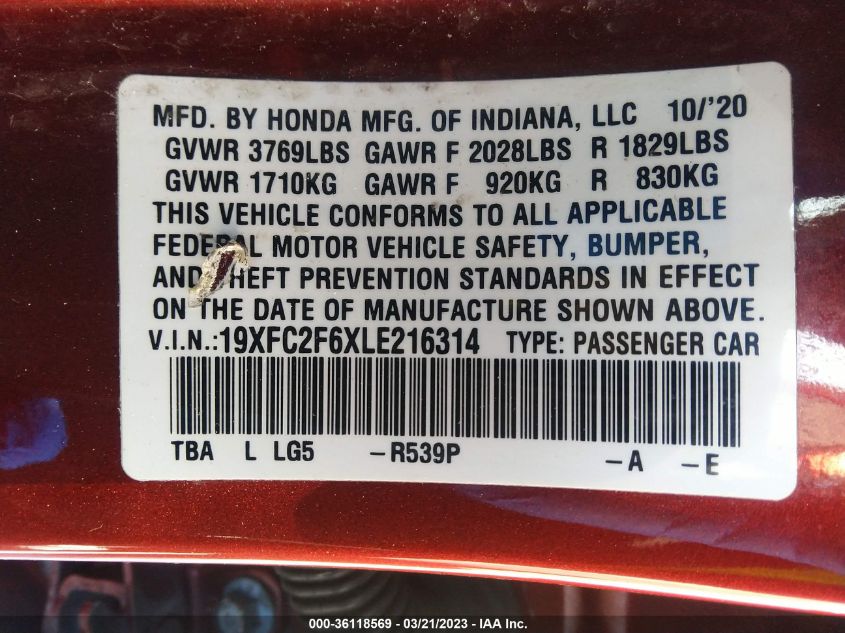 MFD. BY HONDA MFG. OF INDIANA, LLC 10/'20
GVWR 3769LBS GAWR F 2028LBS R 1829LBS
GVWR 1710KG GAWR F 920KG R 830KG
THIS VEHICLE CONFORMS TO ALL APPLICABLE
FEDERAL MOTOR VEHICLE SAFETY, BUMPER,
AND THEFT PREVENTION STANDARDS IN EFFECT
ON THE DATE OF MANUFACTURE SHOWN ABOVE.
V.I.N.:19XFC2F6XLE216314 TYPE: PASSENGER CAR
TBA L LG5 -R539P -A -E
000-36118569 — 03/21/2023 — IAA Inc.